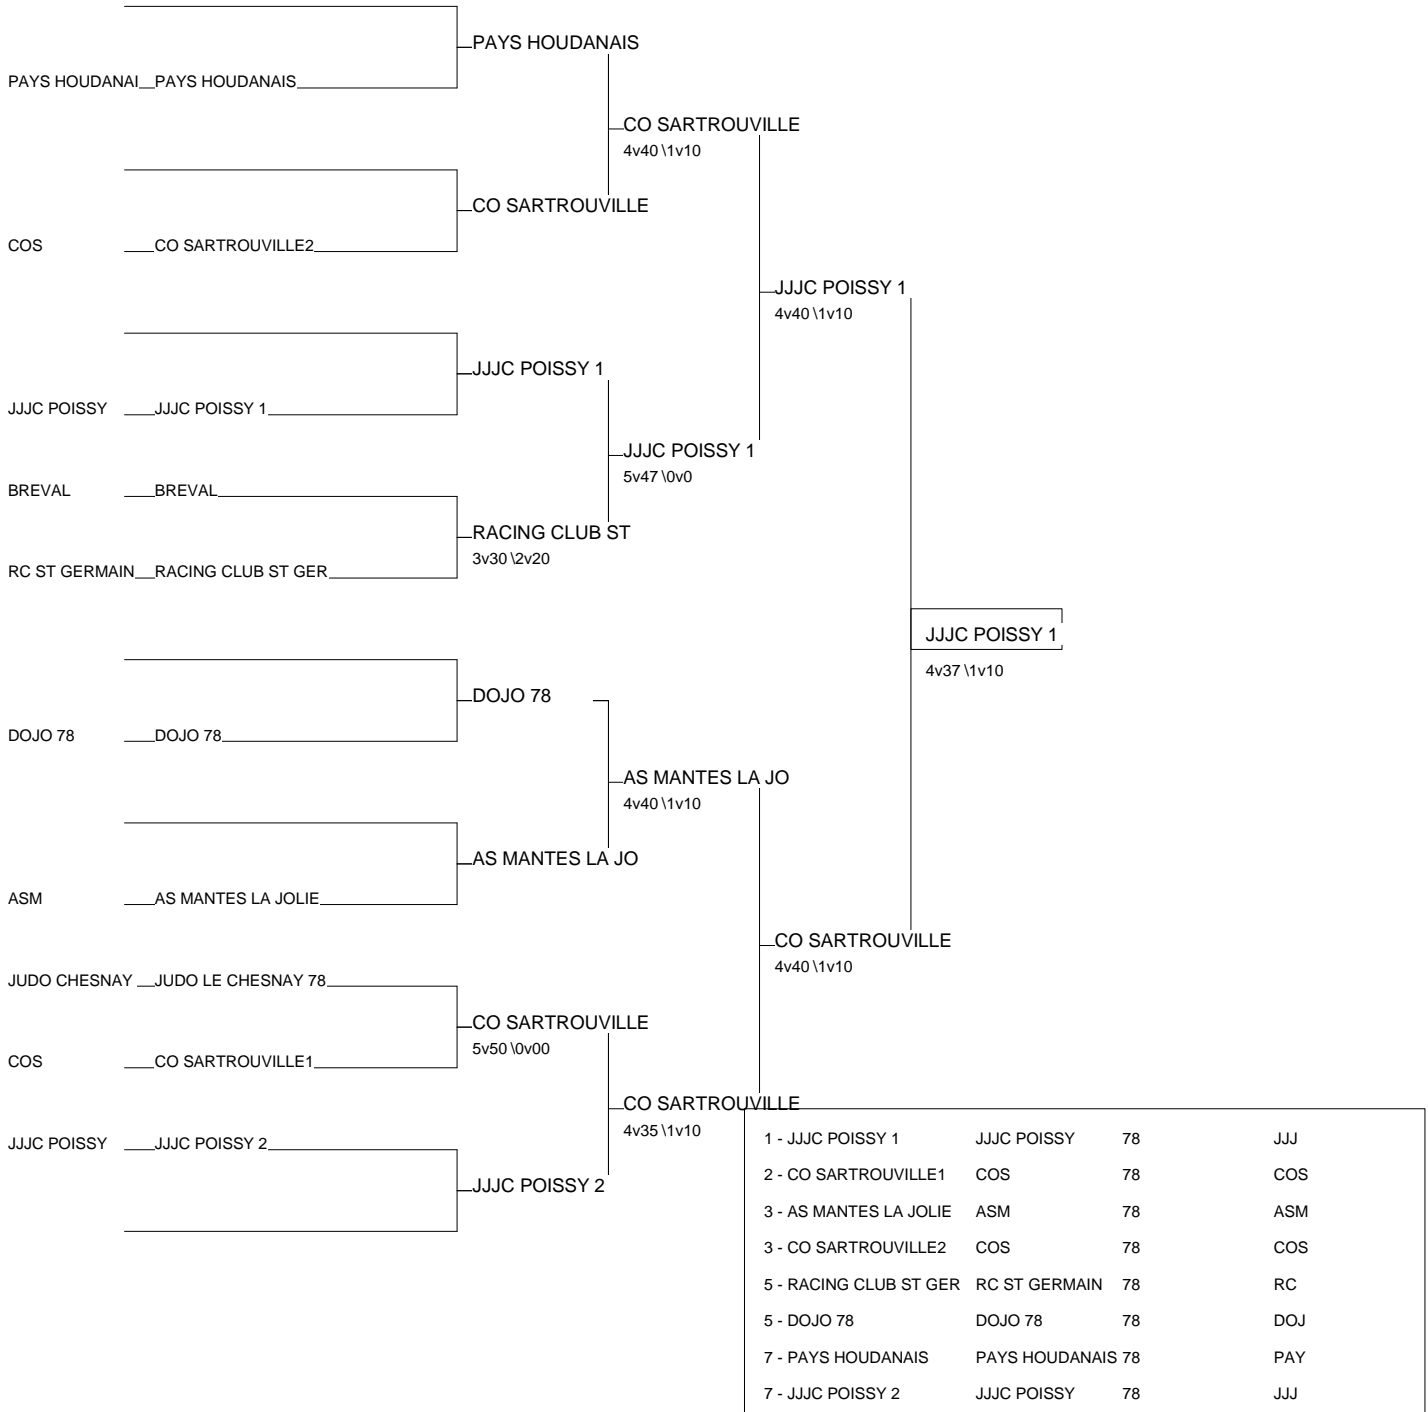 PAYS HOUDANAIS
PAYS HOUDANAI PAYS HOUDANAIS
CO SARTROUVILLE
4v40 \1v10
CO SARTROUVILLE
COS CO SARTROUVILLE2
JJJC POISSY 1
4v40 \1v10
JJJC POISSY 1
JJJC POISSY JJJC POISSY 1
JJJC POISSY 1
5v47 \0v0
BREVAL BREVAL
RACING CLUB ST
3v30 \2v20
RC ST GERMAIN RACING CLUB ST GER
JJJC POISSY 1
4v37 \1v10
DOJO 78
DOJO 78 DOJO 78
AS MANTES LA JO
4v40 \1v10
AS MANTES LA JO
ASM AS MANTES LA JOLIE
CO SARTROUVILLE
4v40 \1v10
JUDO CHESNAY JUDO LE CHESNAY 78
CO SARTROUVILLE
5v50 \0v00
COS CO SARTROUVILLE1
CO SARTROUVILLE
4v35 \1v10
JJJC POISSY JJJC POISSY 2
JJJC POISSY 2
1 - JJJC POISSY 1 JJJC POISSY 78 JJJ
2 - CO SARTROUVILLE1 COS 78 COS
3 - AS MANTES LA JOLIE ASM 78 ASM
3 - CO SARTROUVILLE2 COS 78 COS
5 - RACING CLUB ST GER RC ST GERMAIN 78 RC
5 - DOJO 78 DOJO 78 78 DOJ
7 - PAYS HOUDANAIS PAYS HOUDANAIS 78 PAY
7 - JJJC POISSY 2 JJJC POISSY 78 JJJ